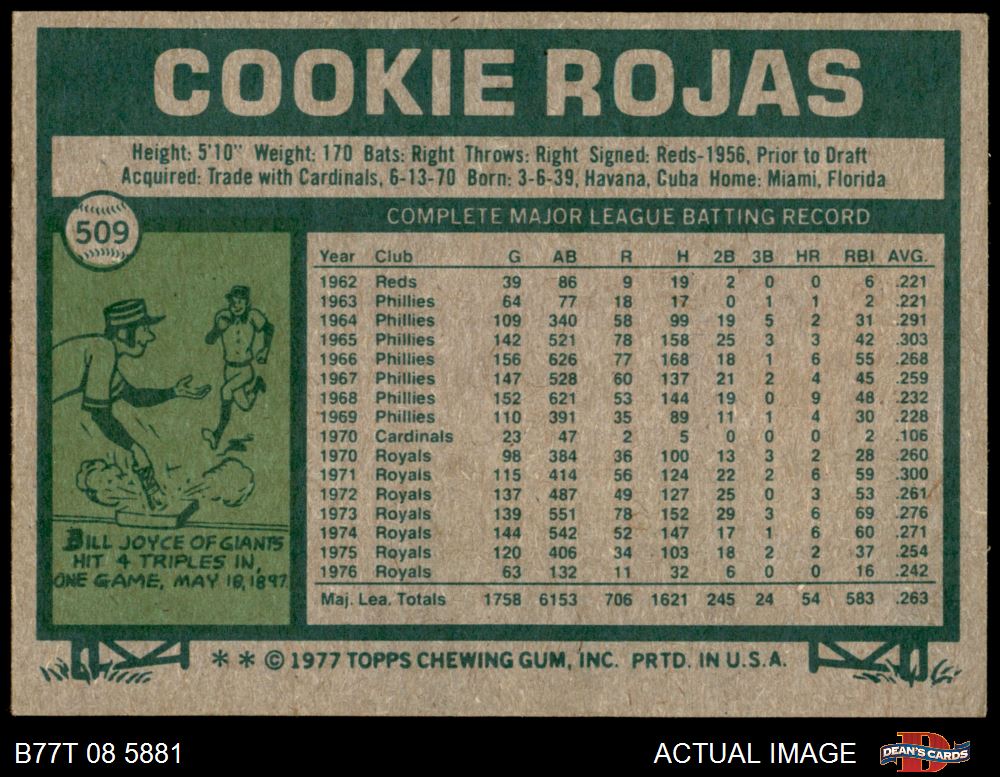 COOKIE ROJAS
Height: 5'10" Weight: 170 Bats: Right Throws: Right Signed: Reds-1956, Prior to Draft
Acquired: Trade with Cardinals, 6-13-70 Born: 3-6-39, Havana, Cuba Home: Miami, Florida
509
COMPLETE MAJOR LEAGUE BATTING RECORD
Year Club G AB R H 2B 3B HR RBI AVG.
1962 Reds 39 86 9 19 2 0 0 6 .221
1963 Phillies 64 77 18 17 0 1 1 2 .221
1964 Phillies 109 340 58 99 19 5 2 31 .291
1965 Phillies 142 521 78 158 25 3 3 42 .303
1966 Phillies 156 626 77 168 18 1 6 55 .268
1967 Phillies 147 528 60 137 21 2 4 45 .259
1968 Phillies 152 621 53 144 19 0 9 48 .232
1969 Phillies 110 391 35 89 11 1 4 30 .228
1970 Cardinals 23 47 2 5 0 0 0 2 .106
1970 Royals 98 384 36 100 13 3 2 28 .260
1971 Royals 115 414 56 124 22 2 6 59 .300
1972 Royals 137 487 49 127 25 0 3 53 .261
1973 Royals 139 551 78 152 29 3 6 69 .276
1974 Royals 144 542 52 147 17 1 6 60 .271
1975 Royals 120 406 34 103 18 2 2 37 .254
1976 Royals 63 132 11 32 6 0 0 16 .242
Maj. Lea. Totals 1758 6153 706 1621 245 24 54 583 .263
BILL JOYCE OF GIANTS
HIT 4 TRIPLES IN
ONE GAME, MAY 18, 1897.
** © 1977 TOPPS CHEWING GUM, INC. PRTD. IN U.S.A.
B77T 08 5881
ACTUAL IMAGE
D
DEAN'S CARDS